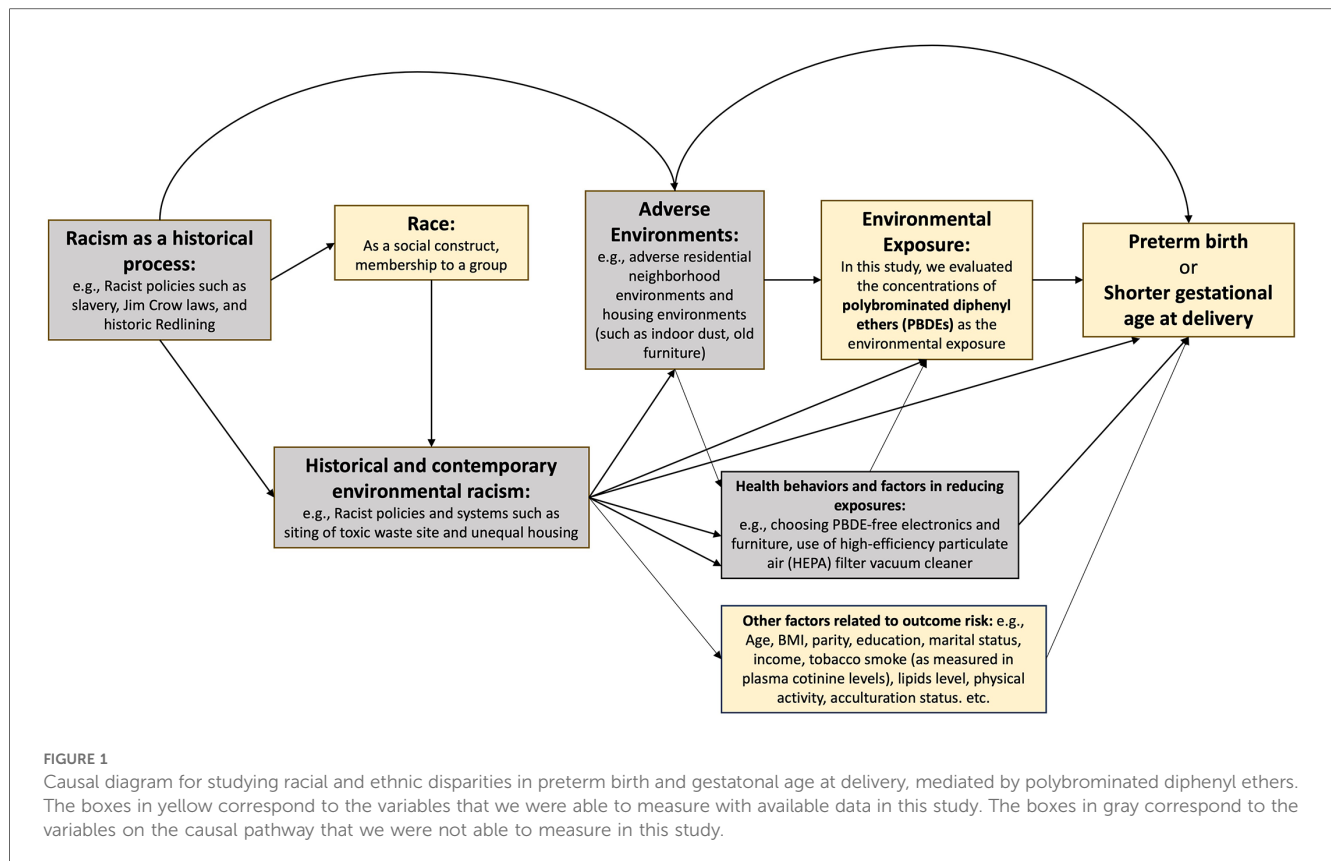 Racism as a historical
process:
e.g., Racist policies such as
slavery, Jim Crow laws, and
historic Redlining
Race:
As a social construct,
membership to a group
Adverse
Environments:
e.g., adverse residential
neighborhood
environments and
housing environments
(such as indoor dust, old
furniture)
Environmental
Exposure:
In this study, we evaluated
the concentrations of
polybrominated diphenyl
ethers (PBDEs) as the
environmental exposure
Preterm birth
or
Shorter gestational
age at delivery
Historical and contemporary
environmental racism:
e.g., Racist policies and systems such as
siting of toxic waste site and unequal housing
Health behaviors and factors in reducing
exposures:
e.g., choosing PBDE-free electronics and
furniture, use of high-efficiency particulate
air (HEPA) filter vacuum cleaner
Other factors related to outcome risk: e.g.,
Age, BMI, parity, education, marital status,
income, tobacco smoke (as measured in
plasma cotinine levels), lipids level, physical
activity, acculturation status. etc.
FIGURE 1
Causal diagram for studying racial and ethnic disparities in preterm birth and gestatonal age at delivery, mediated by polybrominated diphenyl ethers.
The boxes in yellow correspond to the variables that we were able to measure with available data in this study. The boxes in gray correspond to the
variables on the causal pathway that we were not able to measure in this study.